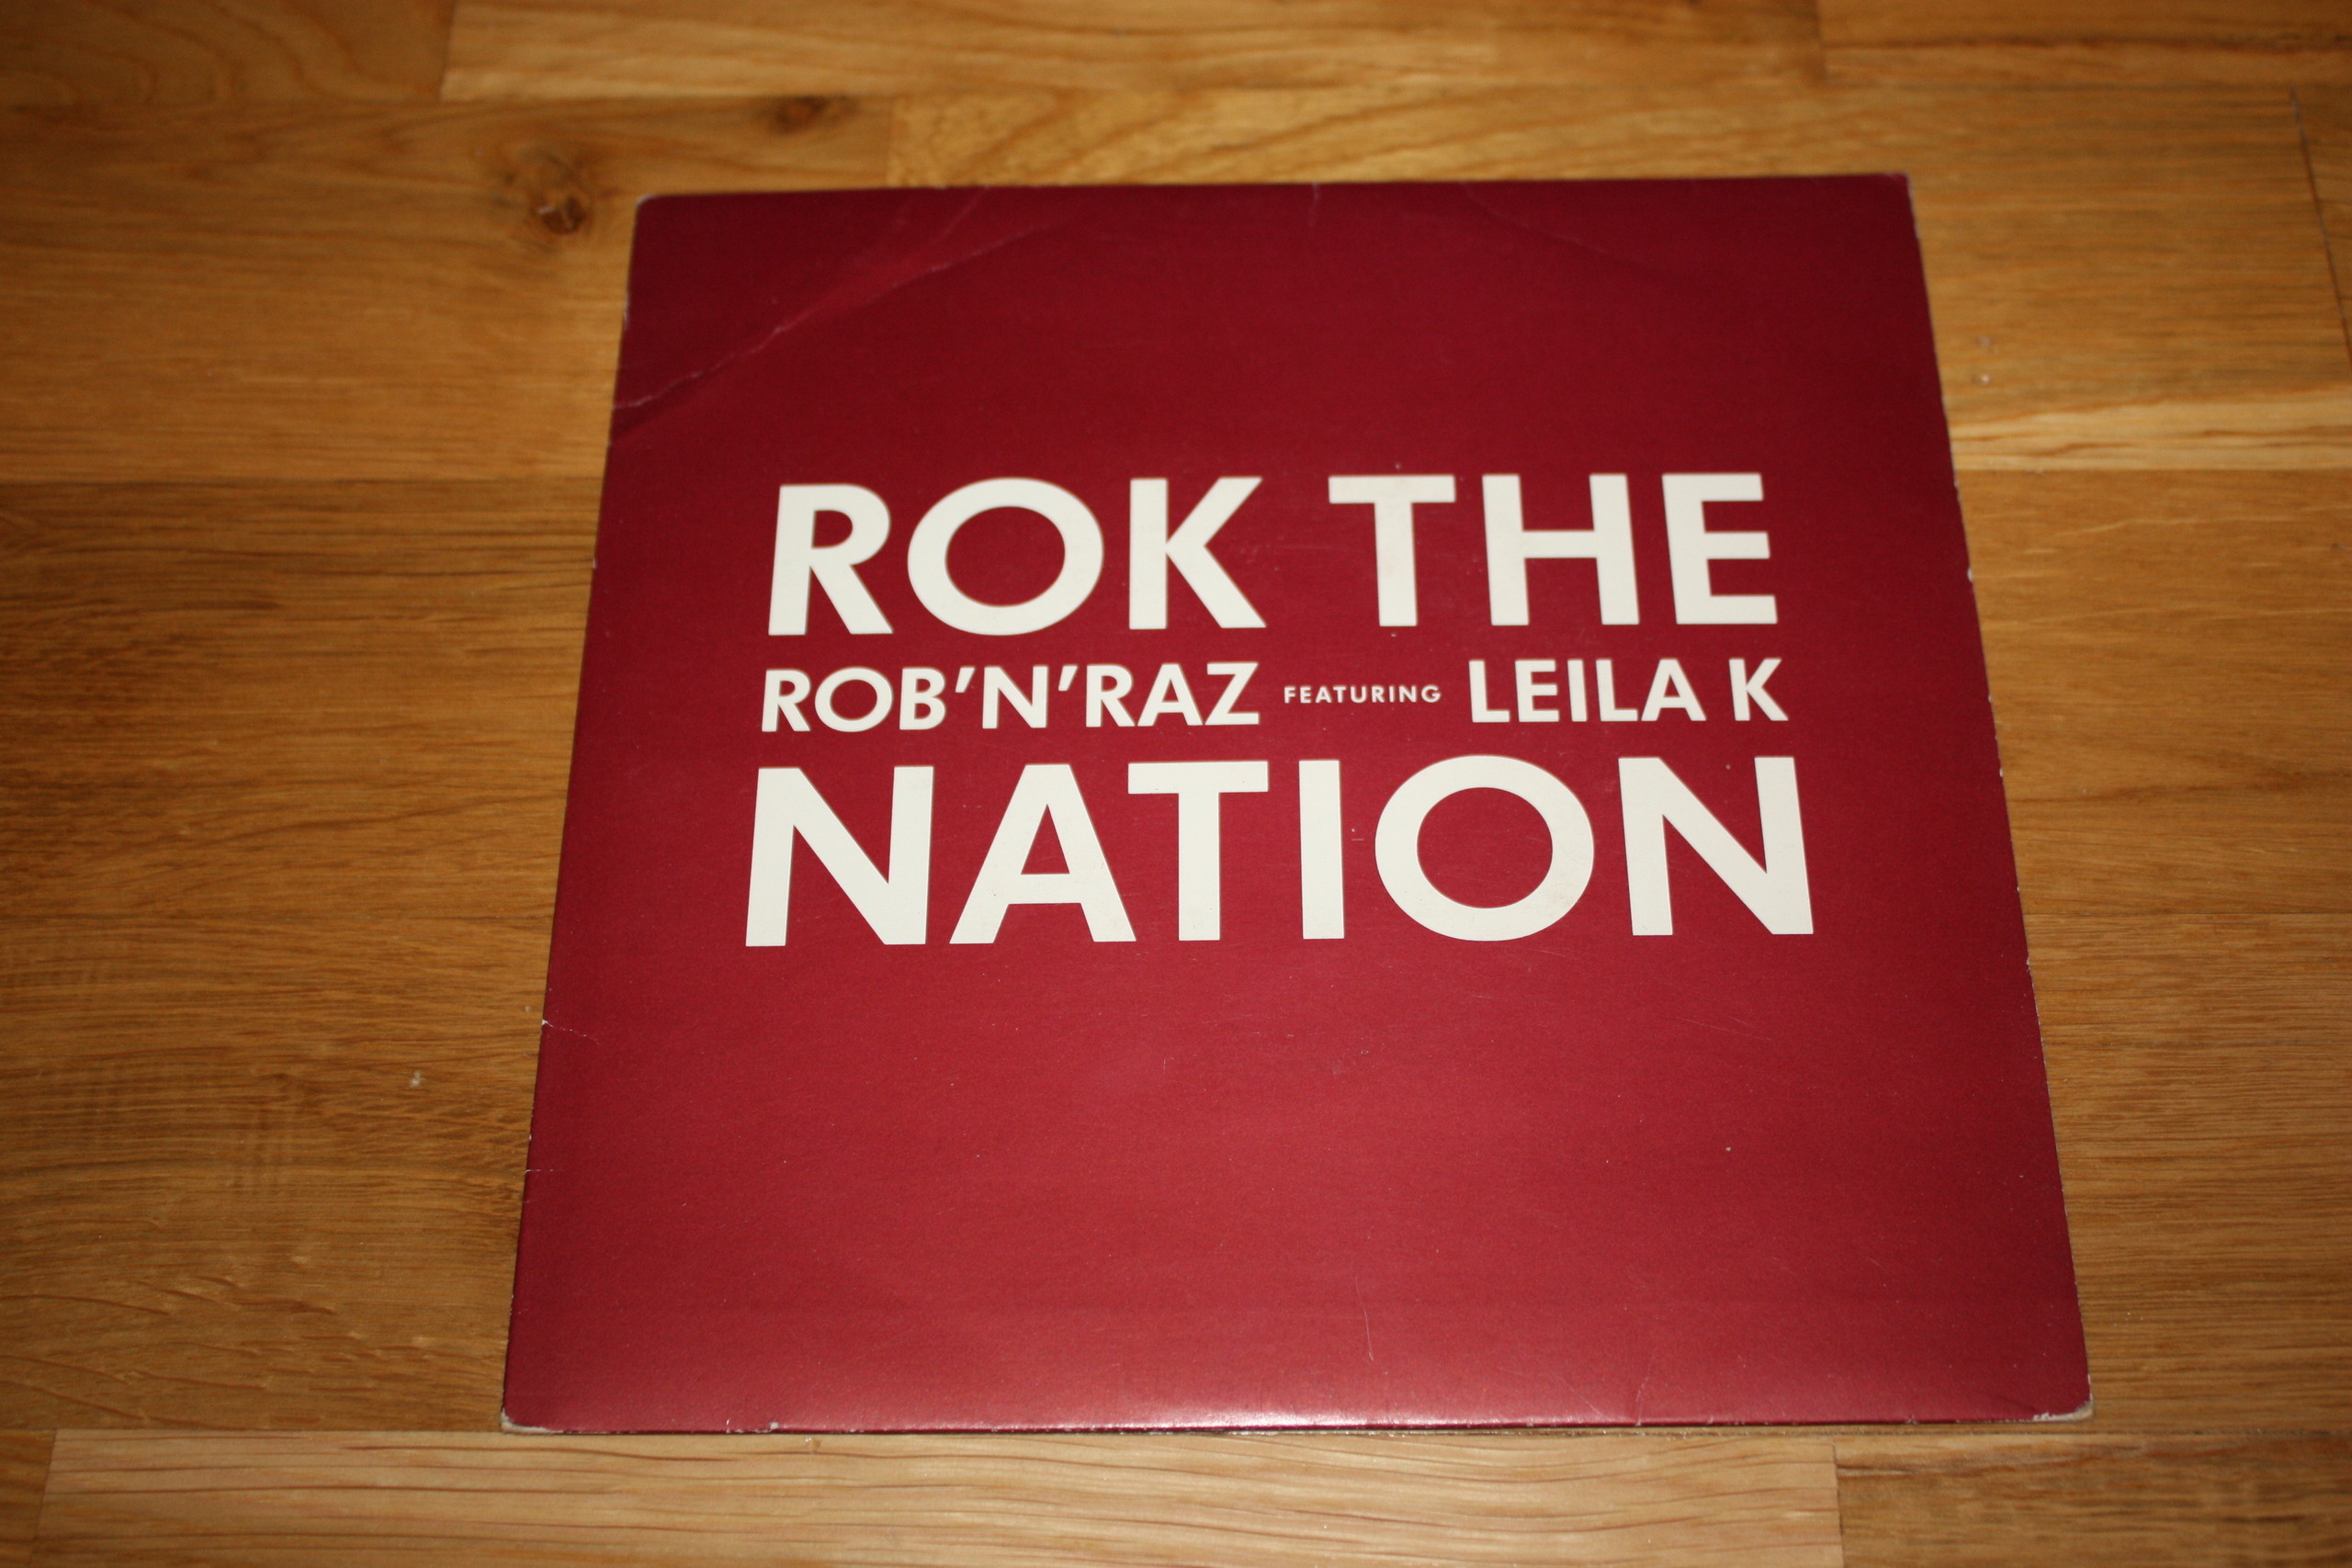 ROK THE
ROB'N'RAZ FEATURING LEILA K
NATION